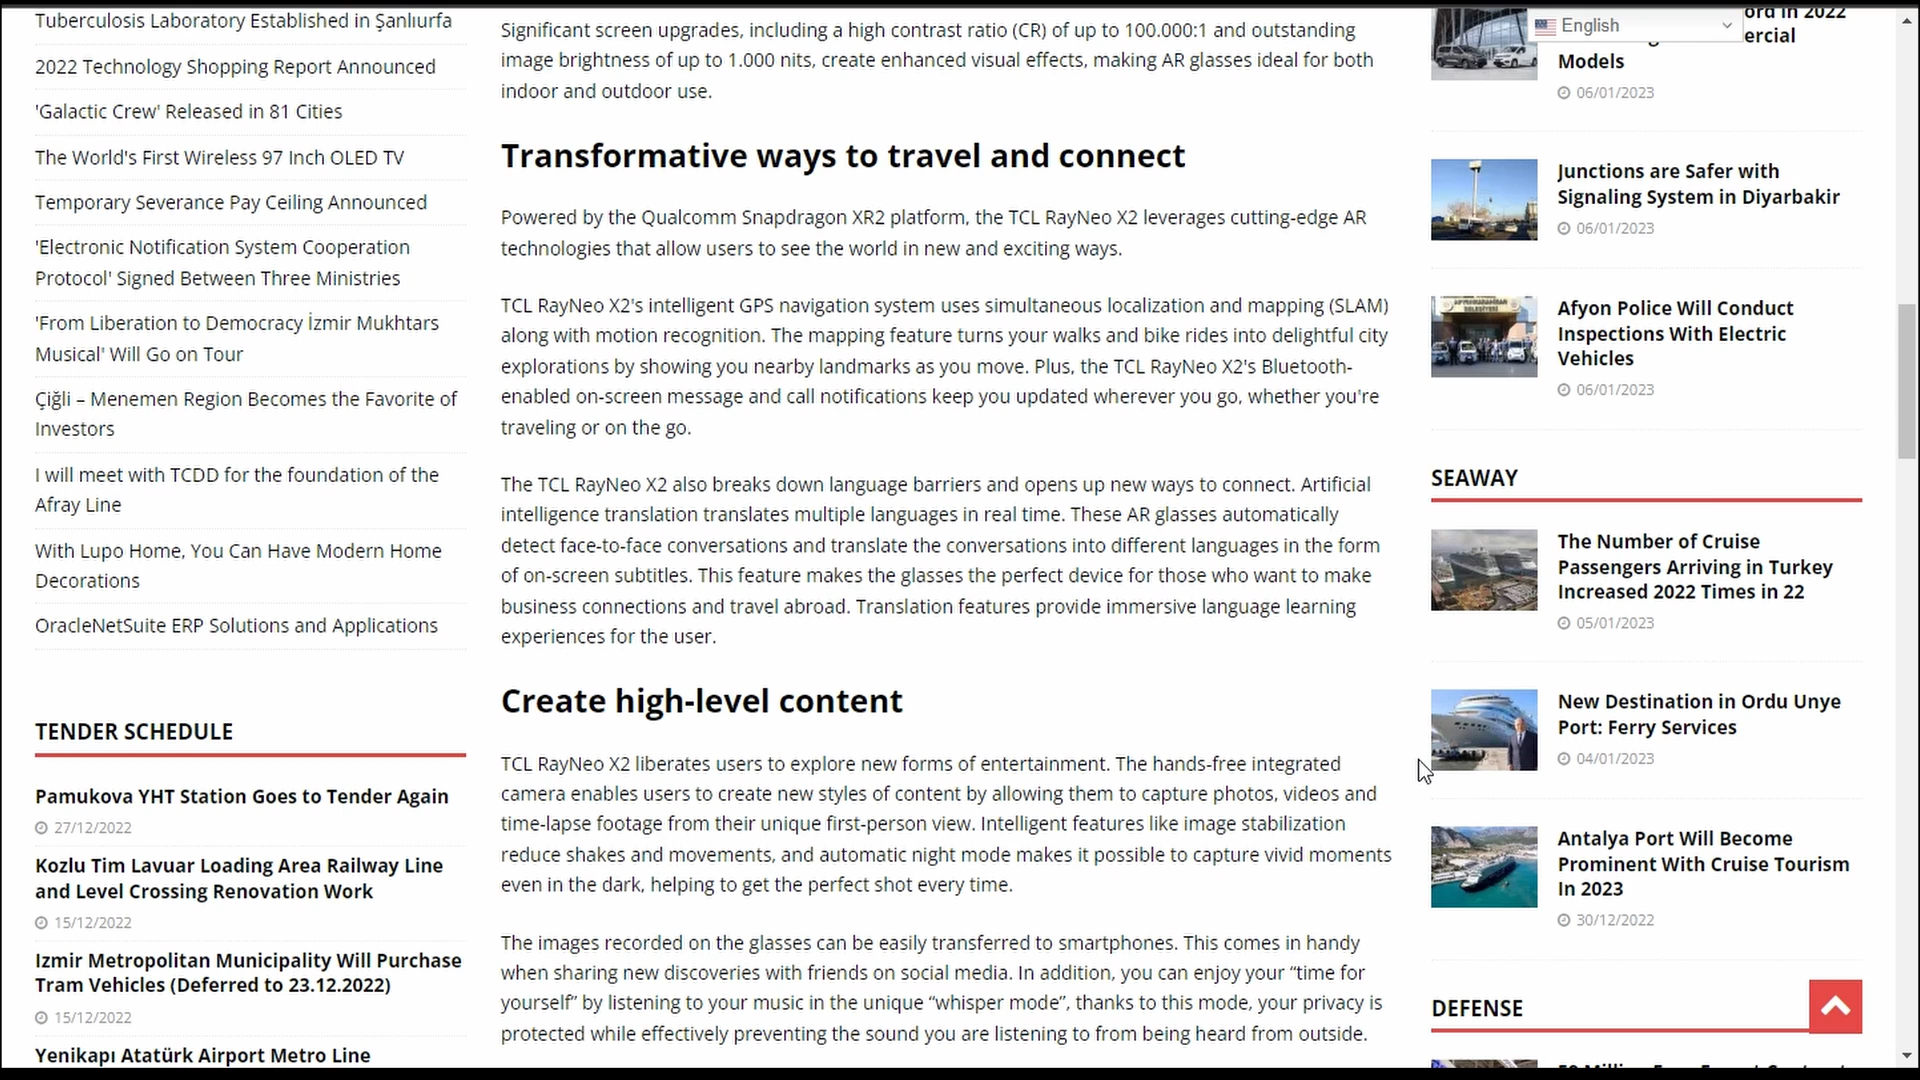 Tuberculosis Laboratory Established in Şanlıurfa
2022 Technology Shopping Report Announced
'Galactic Crew' Released in 81 Cities
The World's First Wireless 97 Inch OLED TV
Temporary Severance Pay Ceiling Announced
'Electronic Notification System Cooperation
Protocol' Signed Between Three Ministries
'From Liberation to Democracy İzmir Mukhtars
Musical' Will Go on Tour
Çiğli – Menemen Region Becomes the Favorite of
Investors
I will meet with TCDD for the foundation of the
Afray Line
With Lupo Home, You Can Have Modern Home
Decorations
OracleNetSuite ERP Solutions and Applications
TENDER SCHEDULE
Pamukova YHT Station Goes to Tender Again
27/12/2022
Kozlu Tim Lavuar Loading Area Railway Line
and Level Crossing Renovation Work
15/12/2022
Izmir Metropolitan Municipality Will Purchase
Tram Vehicles (Deferred to 23.12.2022)
15/12/2022
Yenikapı Atatürk Airport Metro Line
Significant screen upgrades, including a high contrast ratio (CR) of up to 100.000:1 and outstanding
image brightness of up to 1.000 nits, create enhanced visual effects, making AR glasses ideal for both
indoor and outdoor use.
Transformative ways to travel and connect
Powered by the Qualcomm Snapdragon XR2 platform, the TCL RayNeo X2 leverages cutting-edge AR
technologies that allow users to see the world in new and exciting ways.
TCL RayNeo X2's intelligent GPS navigation system uses simultaneous localization and mapping (SLAM)
along with motion recognition. The mapping feature turns your walks and bike rides into delightful city
explorations by showing you nearby landmarks as you move. Plus, the TCL RayNeo X2's Bluetooth-
enabled on-screen message and call notifications keep you updated wherever you go, whether you're
traveling or on the go.
The TCL RayNeo X2 also breaks down language barriers and opens up new ways to connect. Artificial
intelligence translation translates multiple languages in real time. These AR glasses automatically
detect face-to-face conversations and translate the conversations into different languages in the form
of on-screen subtitles. This feature makes the glasses the perfect device for those who want to make
business connections and travel abroad. Translation features provide immersive language learning
experiences for the user.
Create high-level content
TCL RayNeo X2 liberates users to explore new forms of entertainment. The hands-free integrated
camera enables users to create new styles of content by allowing them to capture photos, videos and
time-lapse footage from their unique first-person view. Intelligent features like image stabilization
reduce shakes and movements, and automatic night mode makes it possible to capture vivid moments
even in the dark, helping to get the perfect shot every time.
The images recorded on the glasses can be easily transferred to smartphones. This comes in handy
when sharing new discoveries with friends on social media. In addition, you can enjoy your “time for
yourself” by listening to your music in the unique “whisper mode”, thanks to this mode, your privacy is
protected while effectively preventing the sound you are listening to from being heard from outside.
English
in 2022
Models
06/01/2023
Junctions are Safer with
Signaling System in Diyarbakir
06/01/2023
Afyon Police Will Conduct
Inspections With Electric
Vehicles
06/01/2023
SEAWAY
The Number of Cruise
Passengers Arriving in Turkey
Increased 2022 Times in 22
05/01/2023
New Destination in Ordu Unye
Port: Ferry Services
04/01/2023
Antalya Port Will Become
Prominent With Cruise Tourism
In 2023
30/12/2022
DEFENSE